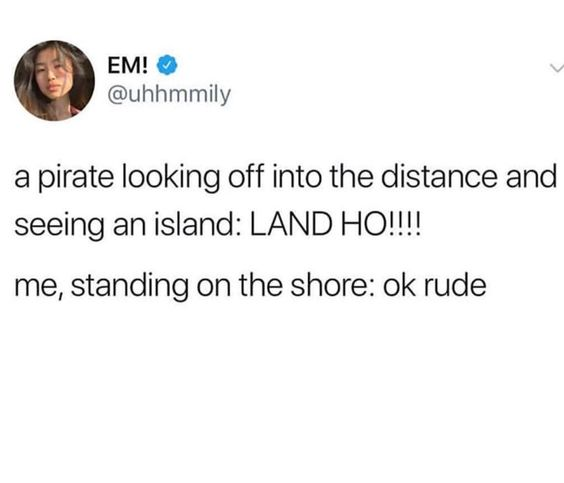 EM!
@uhhmmily
a pirate looking off into the distance and
seeing an island: LAND HO!!!!
me, standing on the shore: ok rude